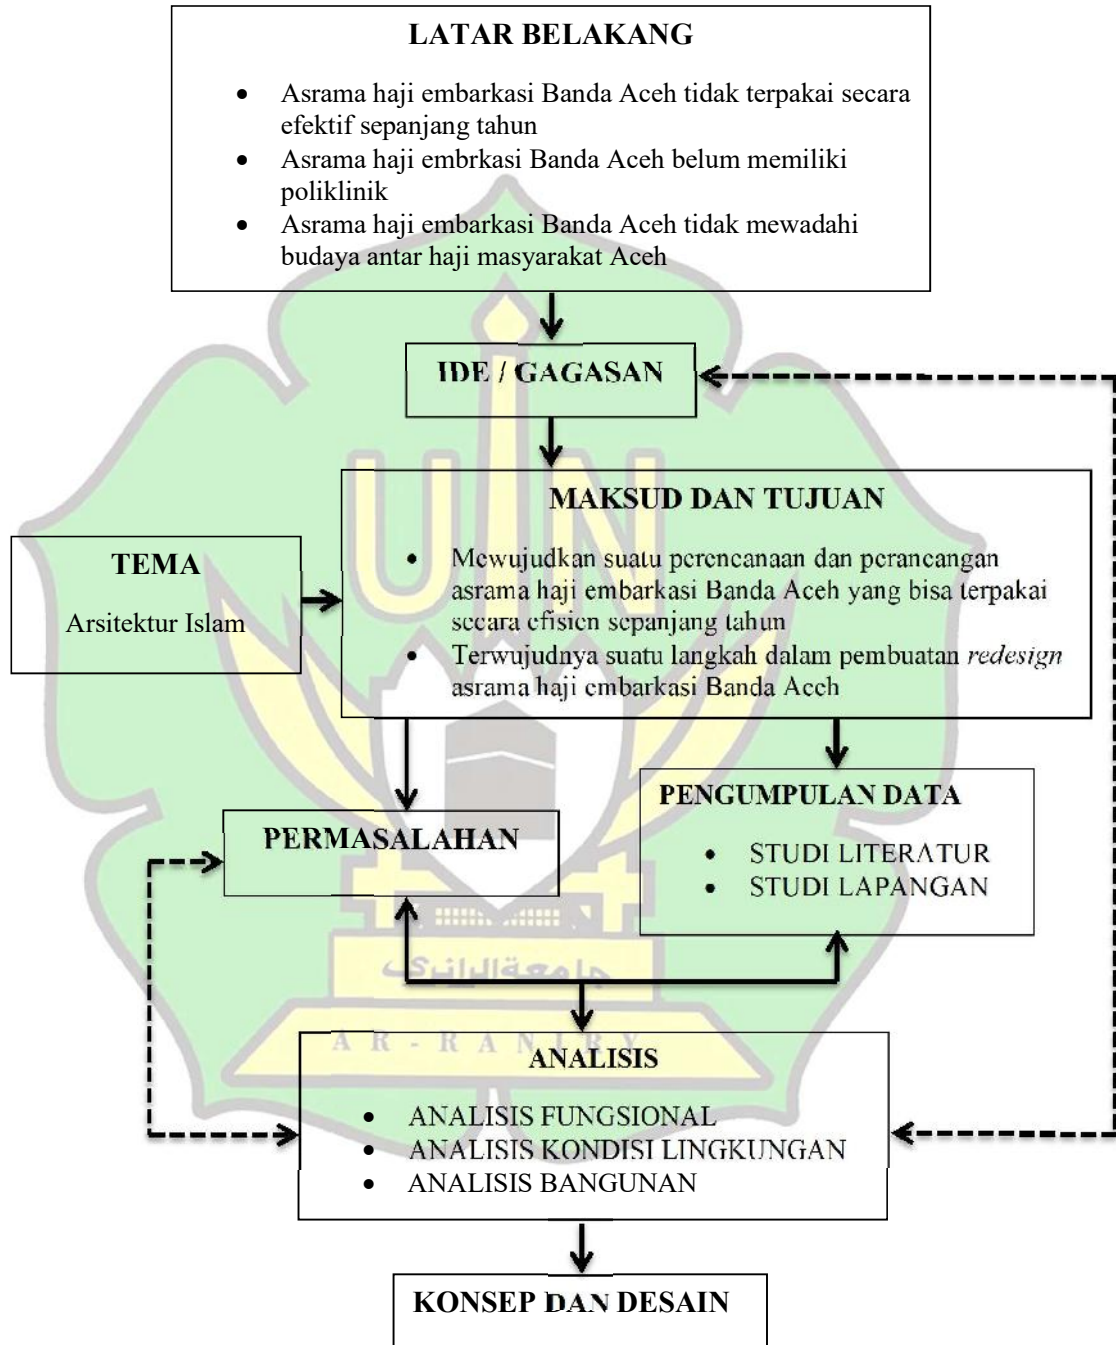 LATAR BELAKANG
• Asrama haji embarkasi Banda Aceh tidak terpakai secara
efektif sepanjang tahun
• Asrama haji embrkasi Banda Aceh belum memiliki
poliklinik
• Asrama haji embarkasi Banda Aceh tidak mewadahi
budaya antar haji masyarakat Aceh
IDE / GAGASAN
UIN
MAKSUD DAN TUJUAN
• Mewujudkan suatu perencanaan dan perancangan
asrama haji embarkasi Banda Aceh yang bisa terpakai
secara efisien sepanjang tahun
• Terwujudnya suatu langkah dalam pembuatan redesign
asrama haji embarkasi Banda Aceh
TEMA
Arsitektur Islam
PENGUMPULAN DATA
• STUDI LITERATUR
• STUDI LAPANGAN
PERMASALAHAN
جامعة الرانري
AR-RANIRY
ANALISIS
• ANALISIS FUNGSIONAL
• ANALISIS KONDISI LINGKUNGAN
• ANALISIS BANGUNAN
KONSEP DAN DESAIN